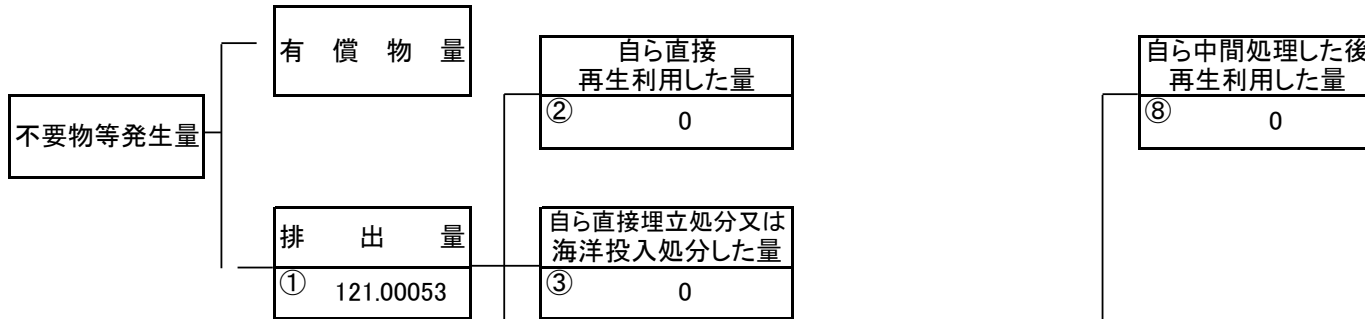 有償物量
自ら直接
再生利用した量
② 0
自ら中間処理した後
再生利用した量
⑧ 0
不要物等発生量
排出量
① 121.00053
自ら直接埋立処分又は
海洋投入処分した量
③ 0